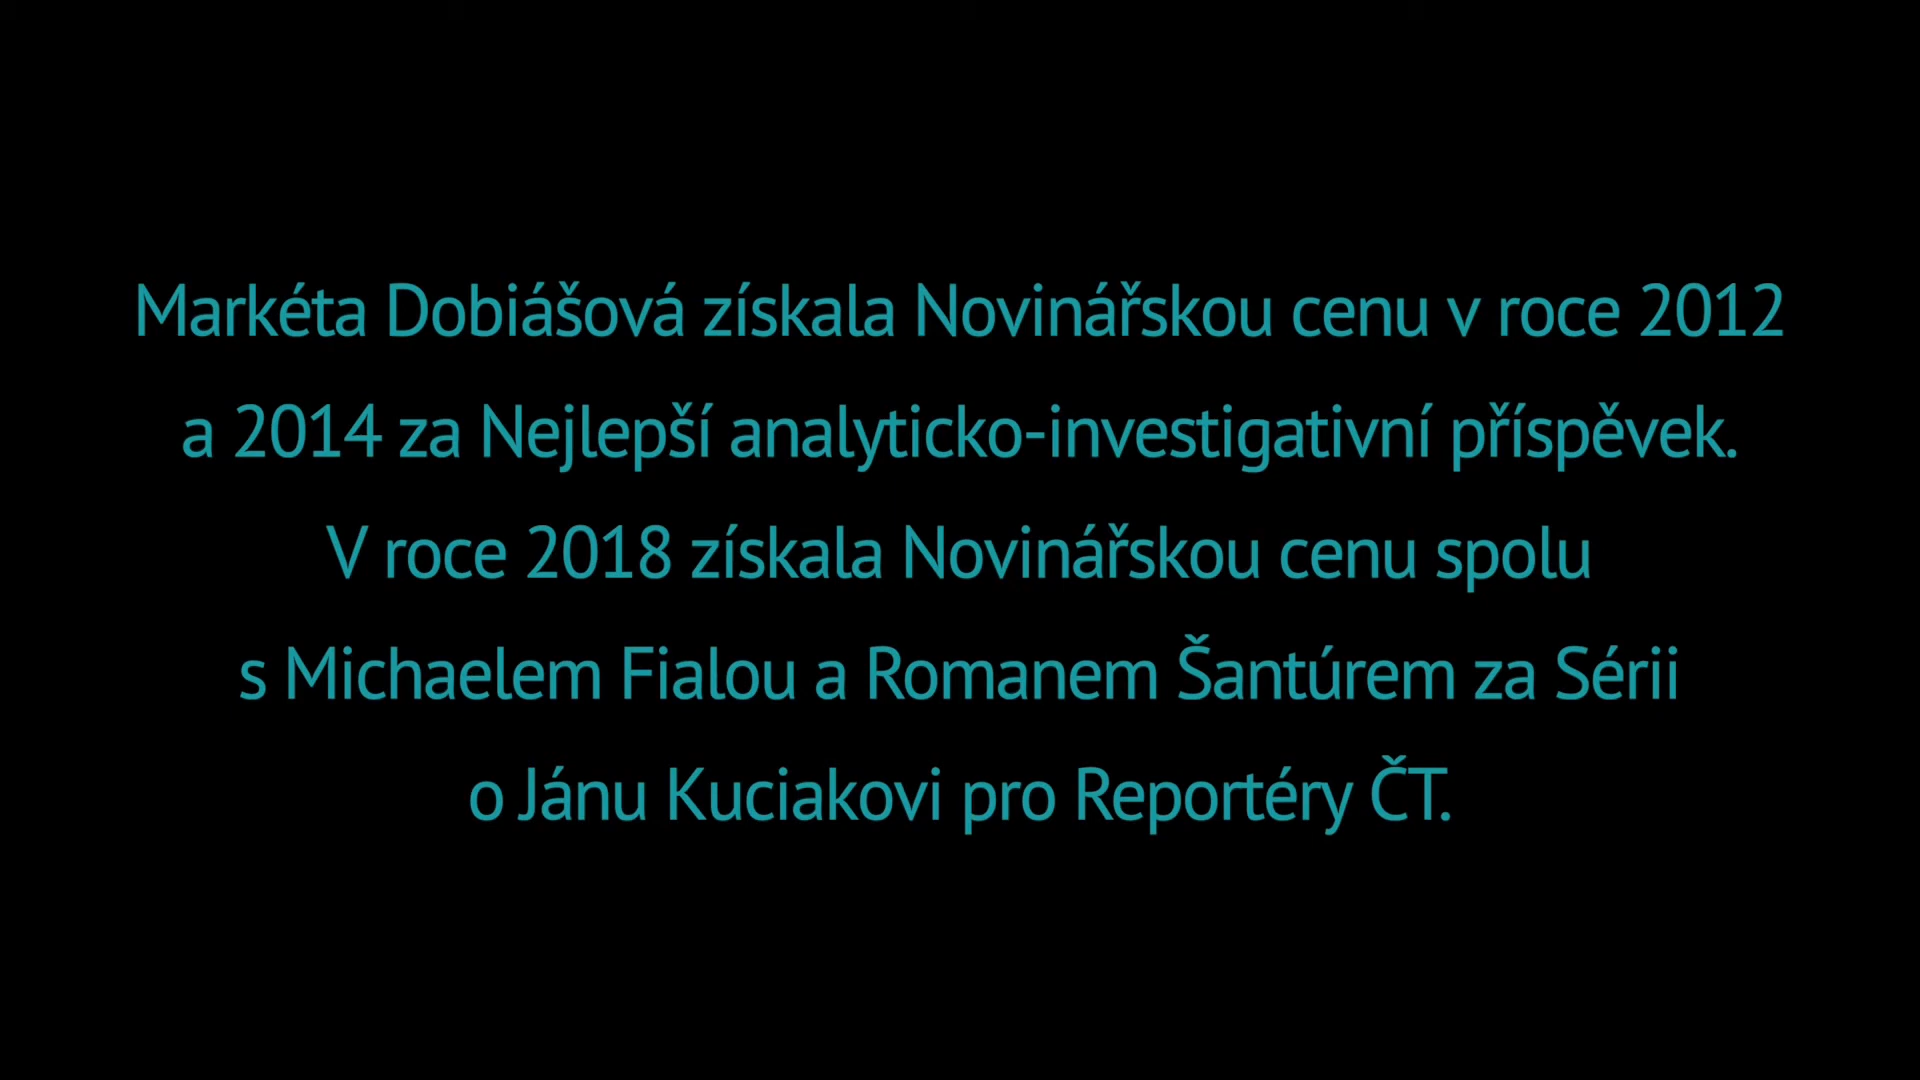 Markéta Dobiášová získala Novinářskou cenu v roce 2012
a 2014 za Nejlepší analyticko-investigativní příspěvek.
V roce 2018 získala Novinářskou cenu spolu
s Michaelem Fialou a Romanem Šantúrem za Sérii
o Jánu Kuciakovi pro Reportéry ČT.